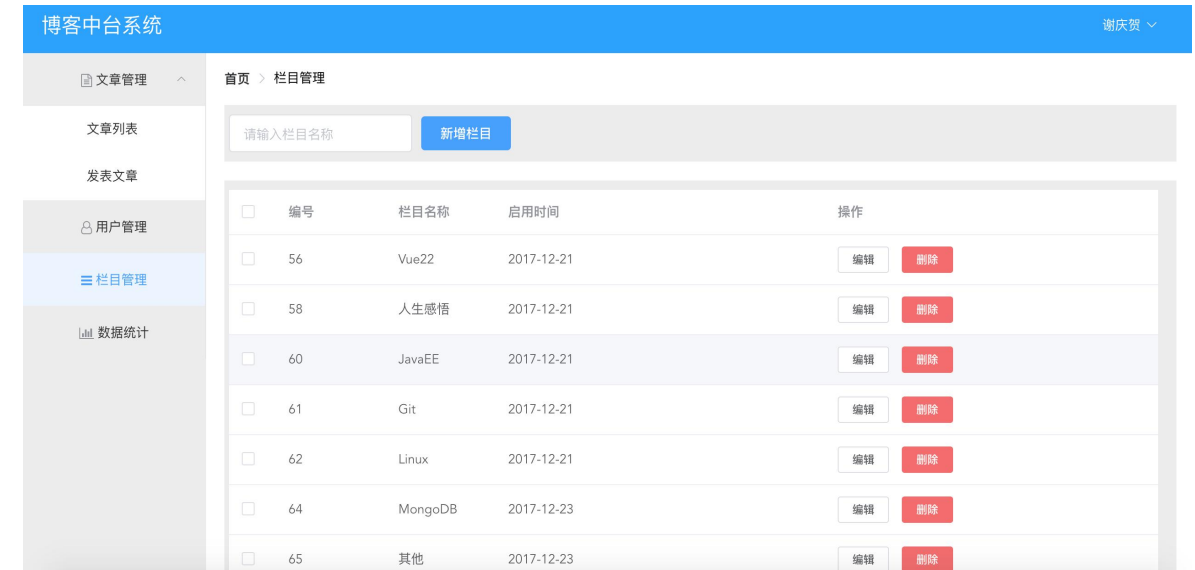 博客中台系统 谢庆贺
文章管理
文章列表
发表文章
用户管理
栏目管理
数据统计
首页 > 栏目管理
请输入栏目名称 新增栏目
编号 栏目名称 启用时间 操作
56 Vue22 2017-12-21 编辑 删除
58 人生感悟 2017-12-21 编辑 删除
60 JavaEE 2017-12-21 编辑 删除
61 Git 2017-12-21 编辑 删除
62 Linux 2017-12-21 编辑 删除
64 MongoDB 2017-12-23 编辑 删除
65 其他 2017-12-23 编辑 删除